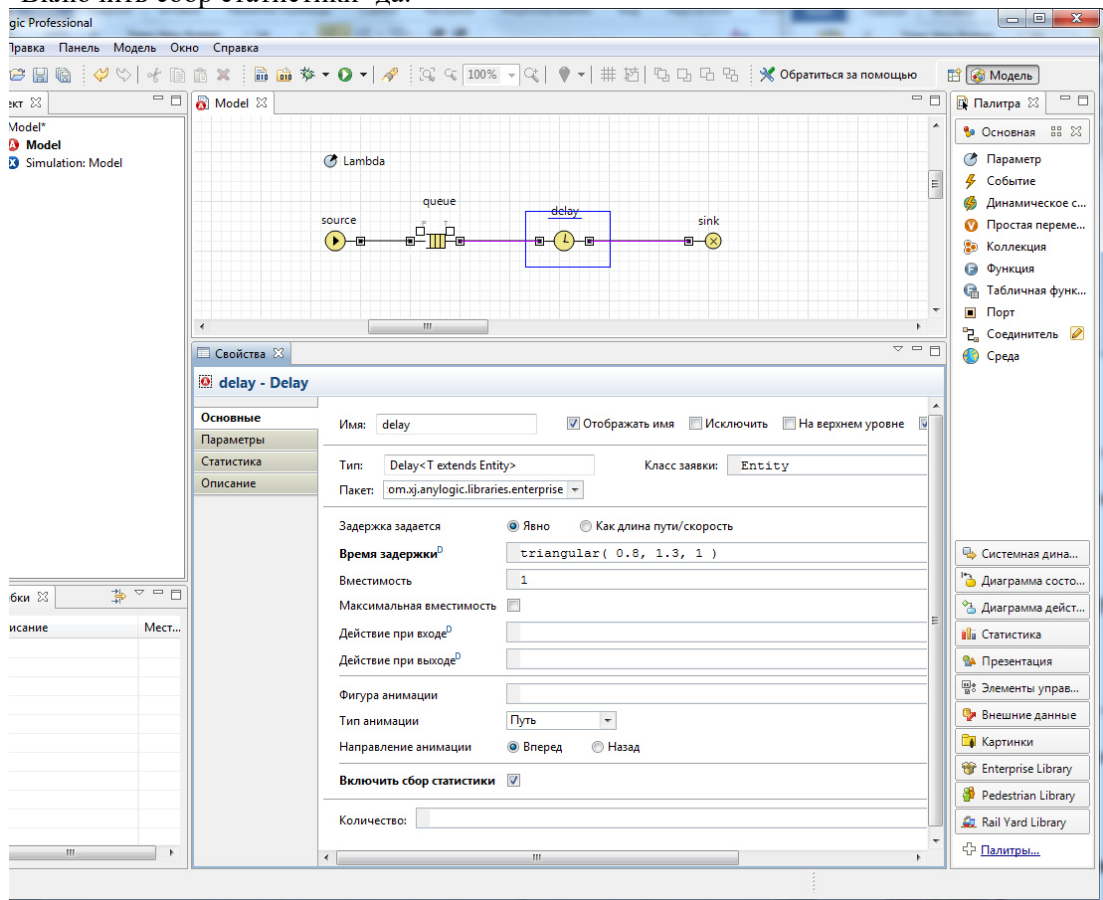 Включить сбор статистики да.
gic Professional
Правка Панель Модель Окно Справка
100%
Обратиться за помощью
Модель
ект
Model*
Model
Simulation: Model
Model
Lambda
source
queue
delay
sink
Свойства
delay - Delay
Основные
Параметры
Статистика
Описание
Имя: delay Отображать имя Исключить На верхнем уровне
Тип: Delay<T extends Entity> Класс заявки: Entity
Пакет: om.xj.anylogic.libraries.enterprise
Задержка задается Явно Как длина пути/скорость
Время задержки D triangular( 0.8, 1.3, 1 )
Вместимость 1
Максимальная вместимость
Действие при входе D
Действие при выходе D
Фигура анимации
Тип анимации Путь
Направление анимации Вперед Назад
Включить сбор статистики
Количество:
бки
исание Мест...
Палитра
Основная
Параметр
Событие
Динамическое с...
Простая переме...
Коллекция
Функция
Табличная функ...
Порт
Соединитель
Среда
Системная дина...
Диаграмма состо...
Диаграмма дейст...
Статистика
Презентация
Элементы управ...
Внешние данные
Картинки
Enterprise Library
Pedestrian Library
Rail Yard Library
Палитры...